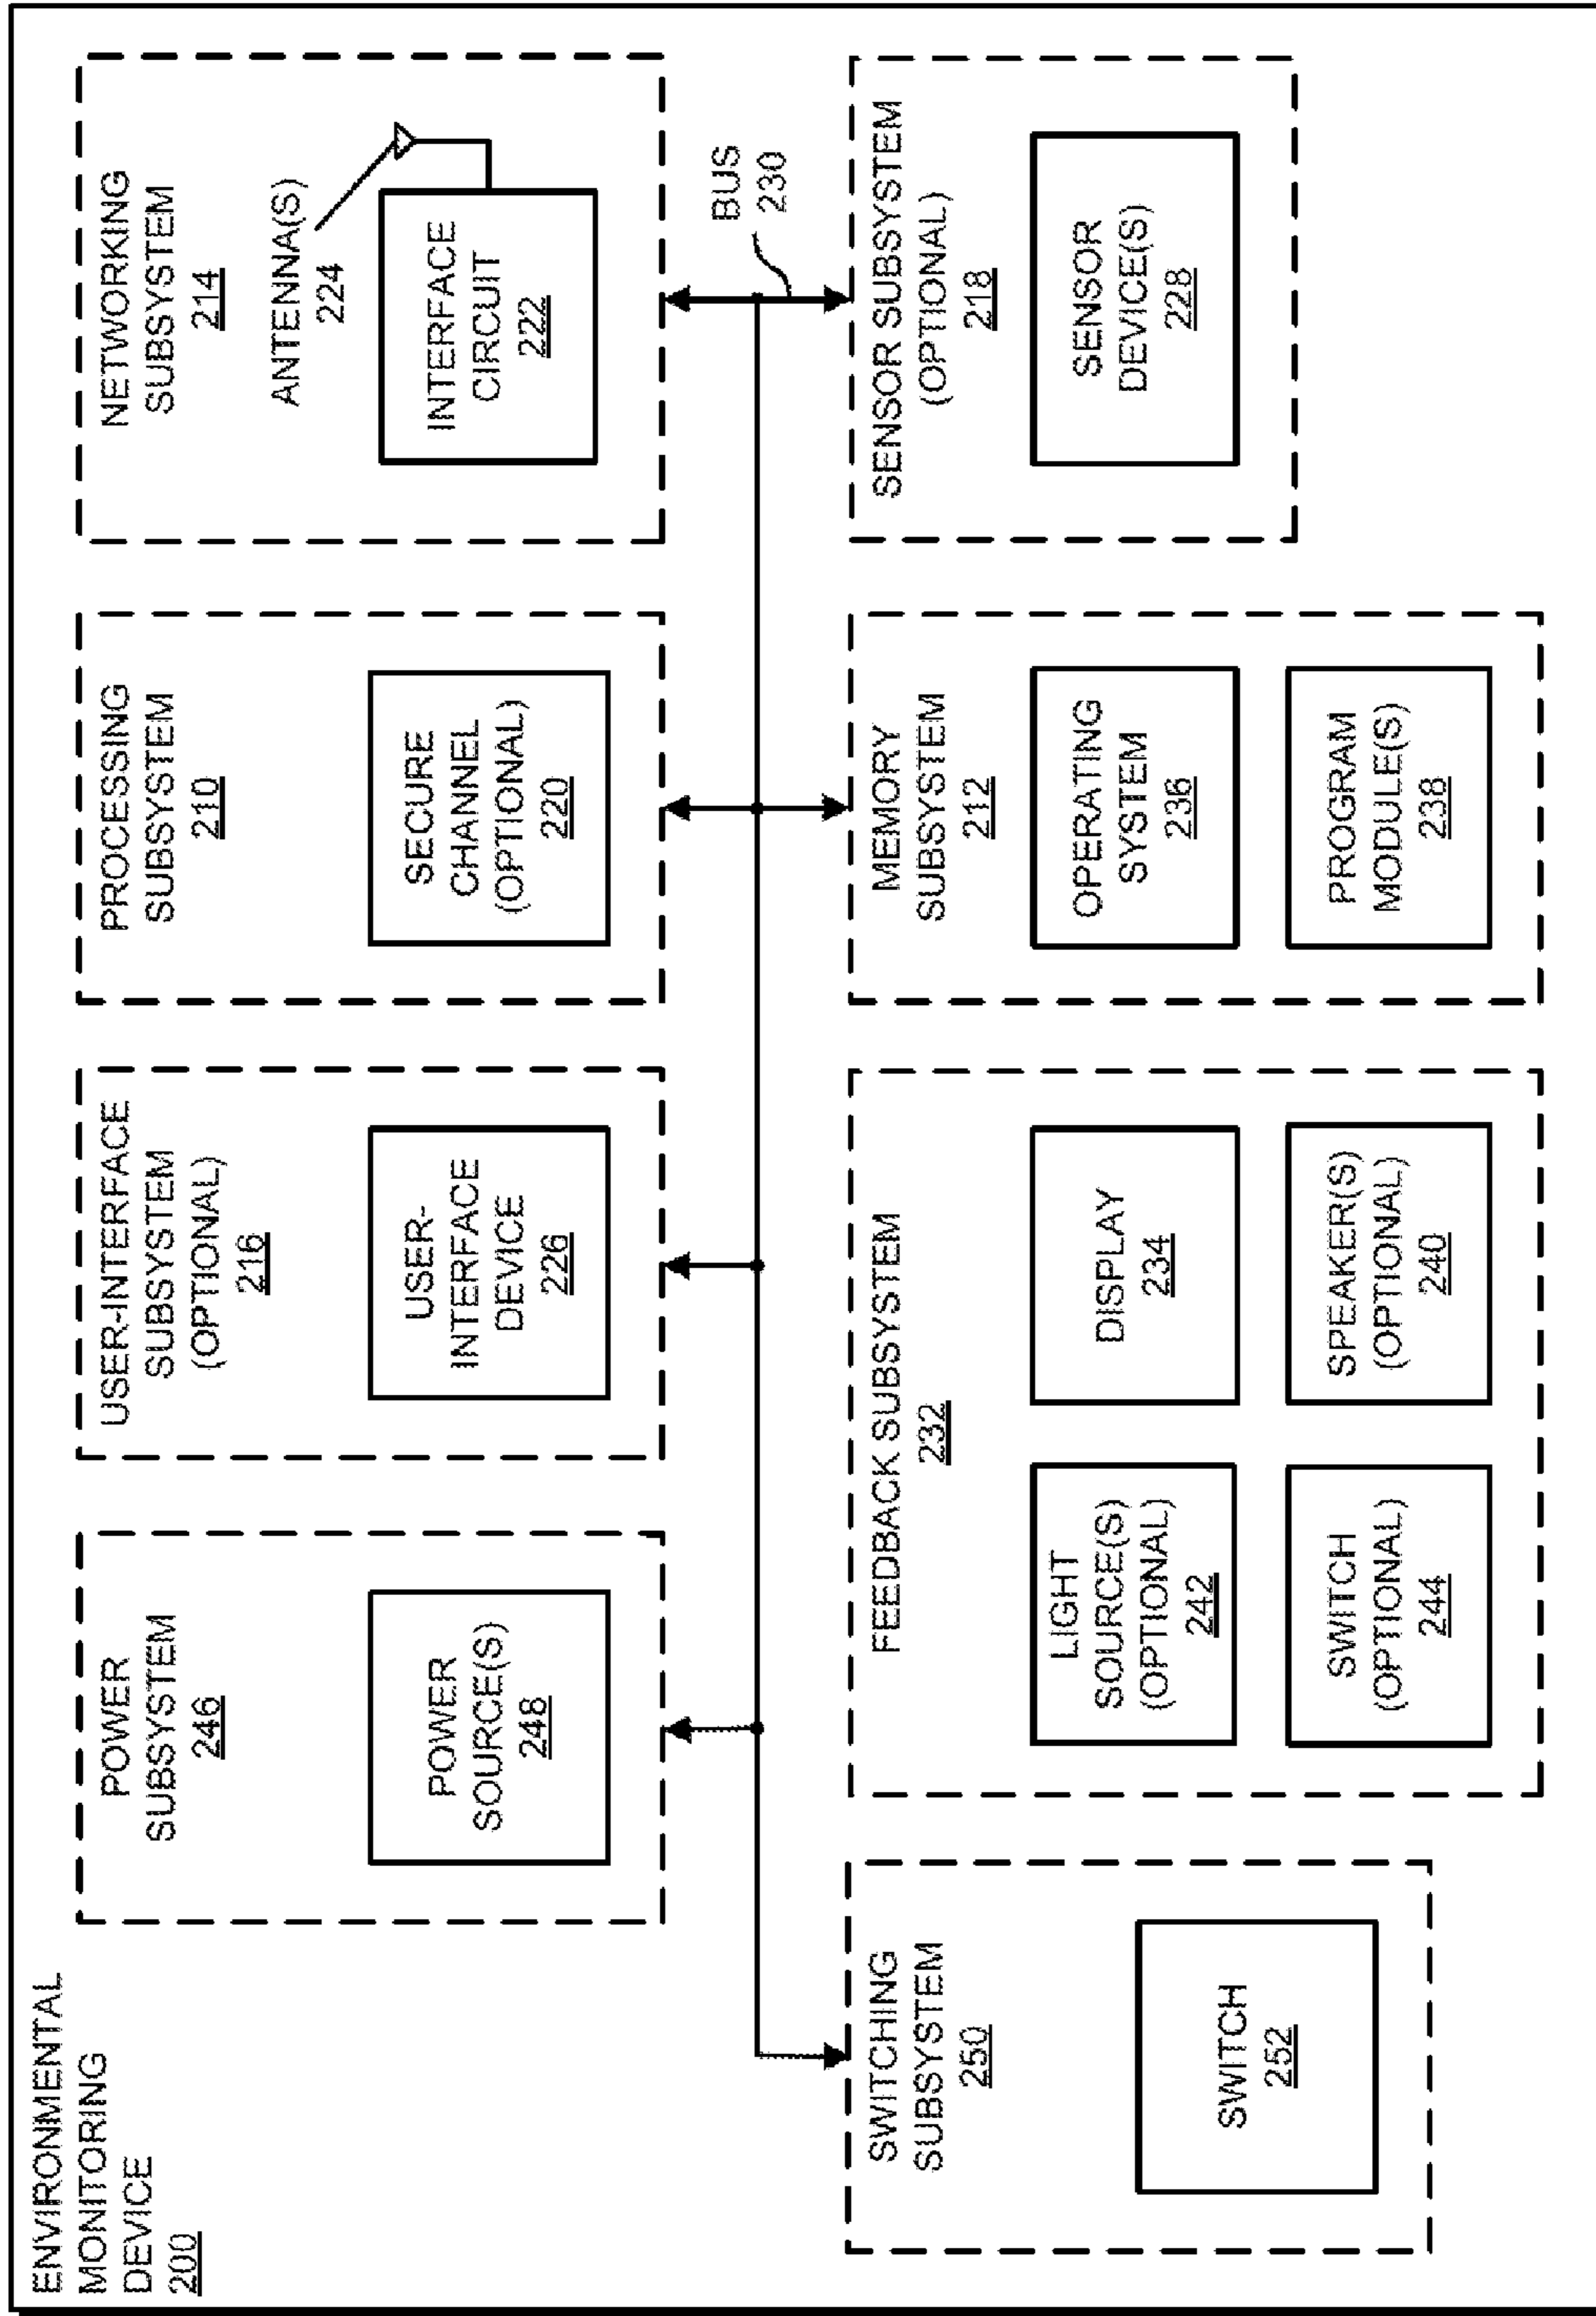 ENVIRONMENTAL
MONITORING
DEVICE
200
POWER
SUBSYSTEM
246
POWER
SOURCE(S)
248
USER-INTERFACE
SUBSYSTEM
(OPTIONAL)
216
USER-
INTERFACE
DEVICE
226
PROCESSING
SUBSYSTEM
210
SECURE
CHANNEL
(OPTIONAL)
220
NETWORKING
SUBSYSTEM
214
ANTENNA(S)
224
INTERFACE
CIRCUIT
222
BUS
230
SWITCHING
SUBSYSTEM
250
SWITCH
252
FEEDBACK SUBSYSTEM
232
LIGHT
SOURCE(S)
(OPTIONAL)
242
DISPLAY
234
SWITCH
(OPTIONAL)
244
SPEAKER(S)
(OPTIONAL)
240
MEMORY
SUBSYSTEM
212
OPERATING
SYSTEM
236
PROGRAM
MODULE(S)
238
SENSOR SUBSYSTEM
(OPTIONAL)
218
SENSOR
DEVICE(S)
228